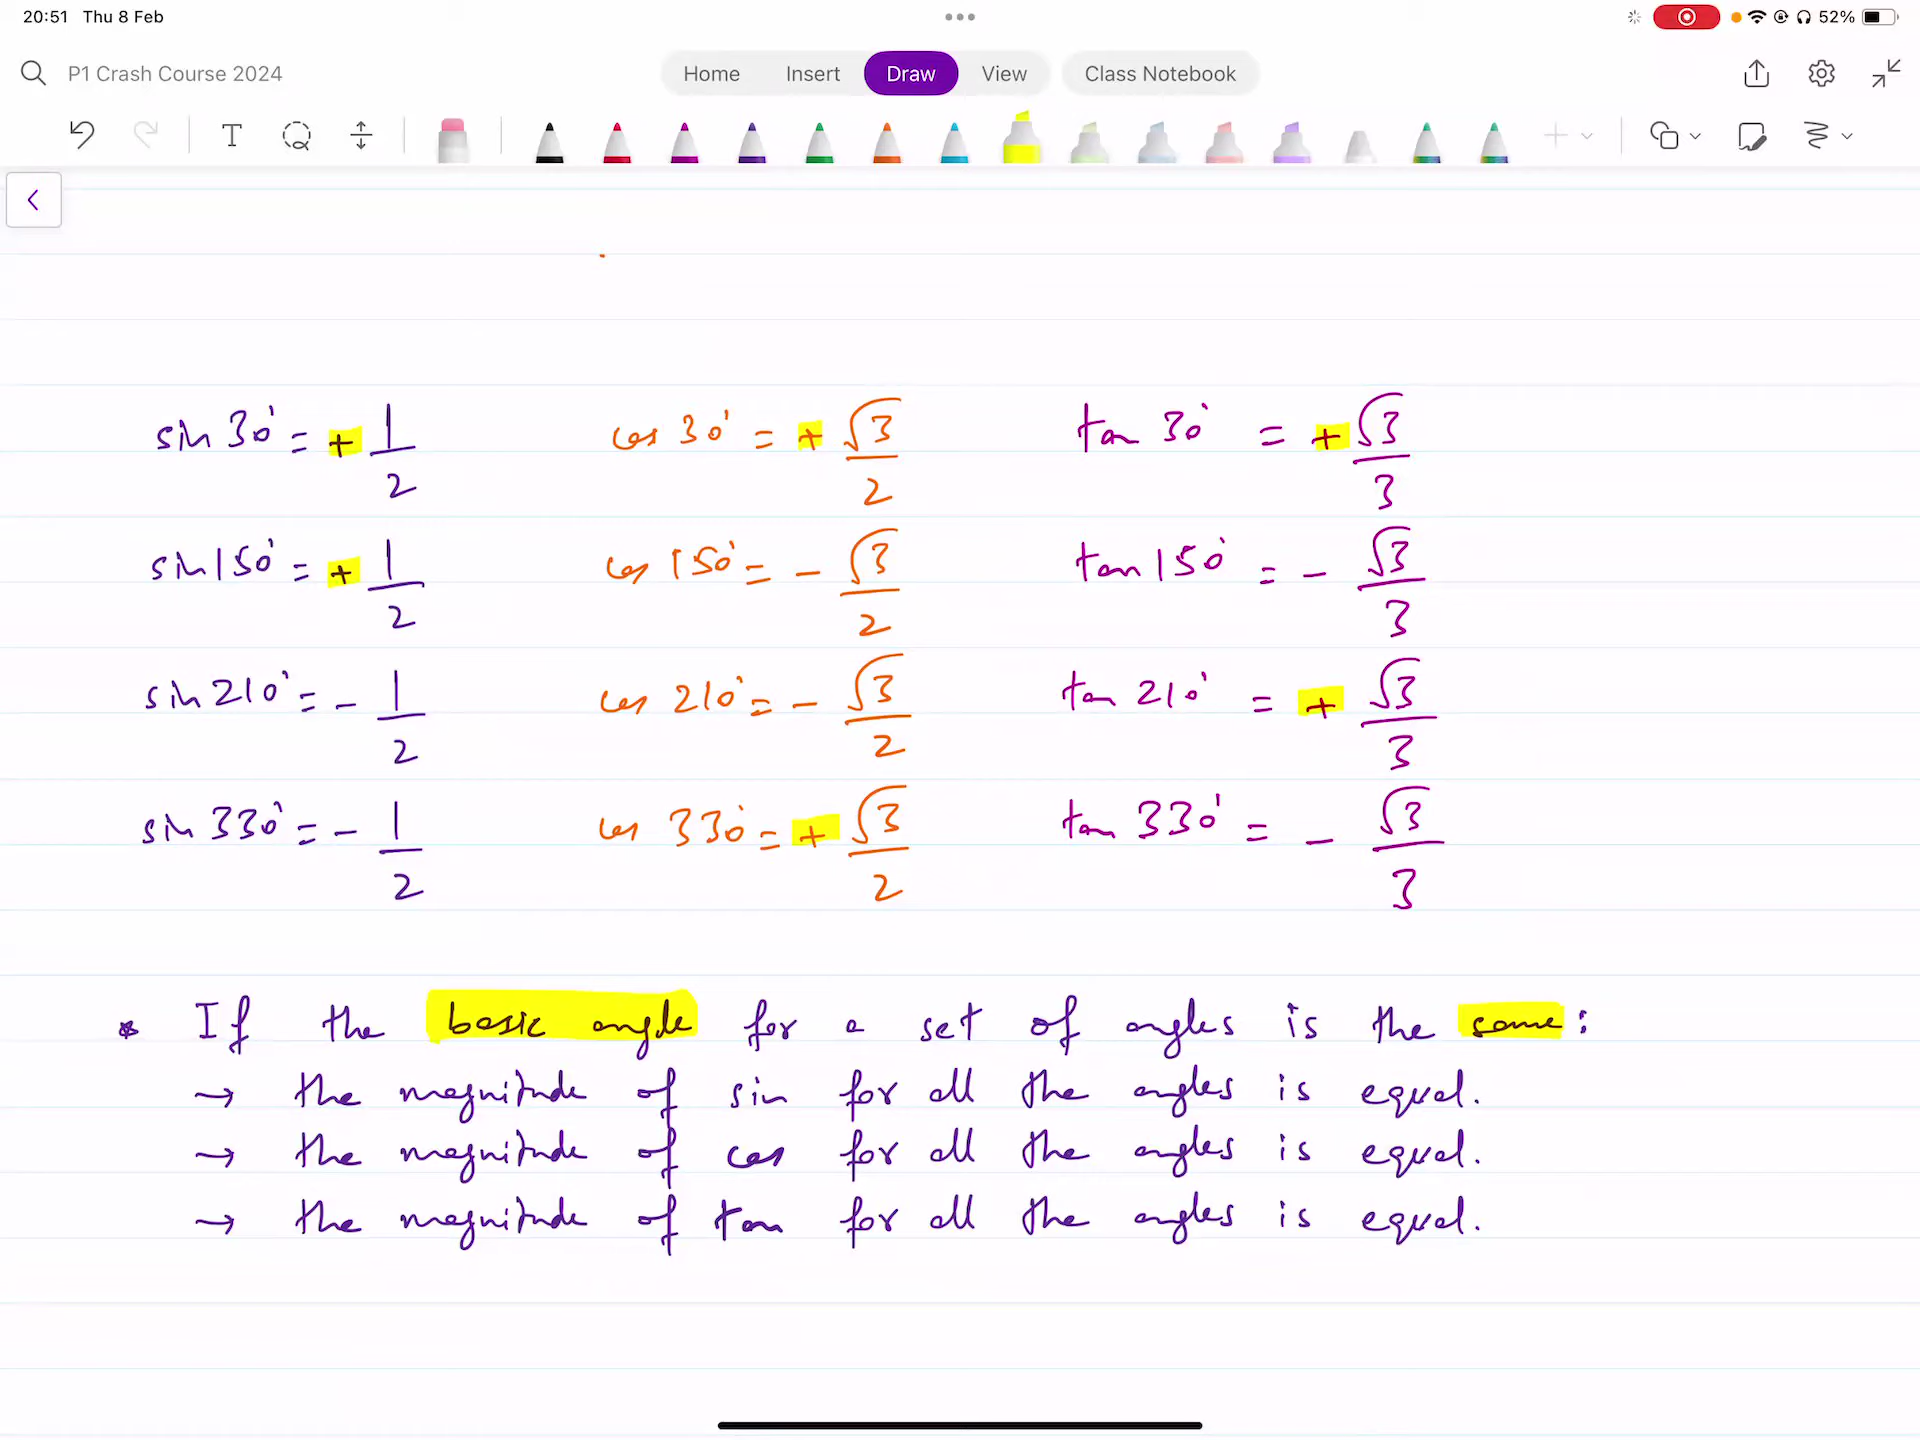 20:51 Thu 8 Feb 52%
P1 Crash Course 2024 Home Insert Draw View Class Notebook
sin 30° = + 1/2 cos 30° = + √3/2 tan 30° = + √3/3
sin 150° = + 1/2 cos 150° = - √3/2 tan 150° = - √3/3
sin 210° = - 1/2 cos 210° = - √3/2 tan 210° = + √3/3
sin 330° = - 1/2 cos 330° = + √3/2 tan 330° = - √3/3
* If the basic angle for a set of angles is the same:
→ the magnitude of sin for all the angles is equal.
→ the magnitude of cos for all the angles is equal.
→ the magnitude of tan for all the angles is equal.